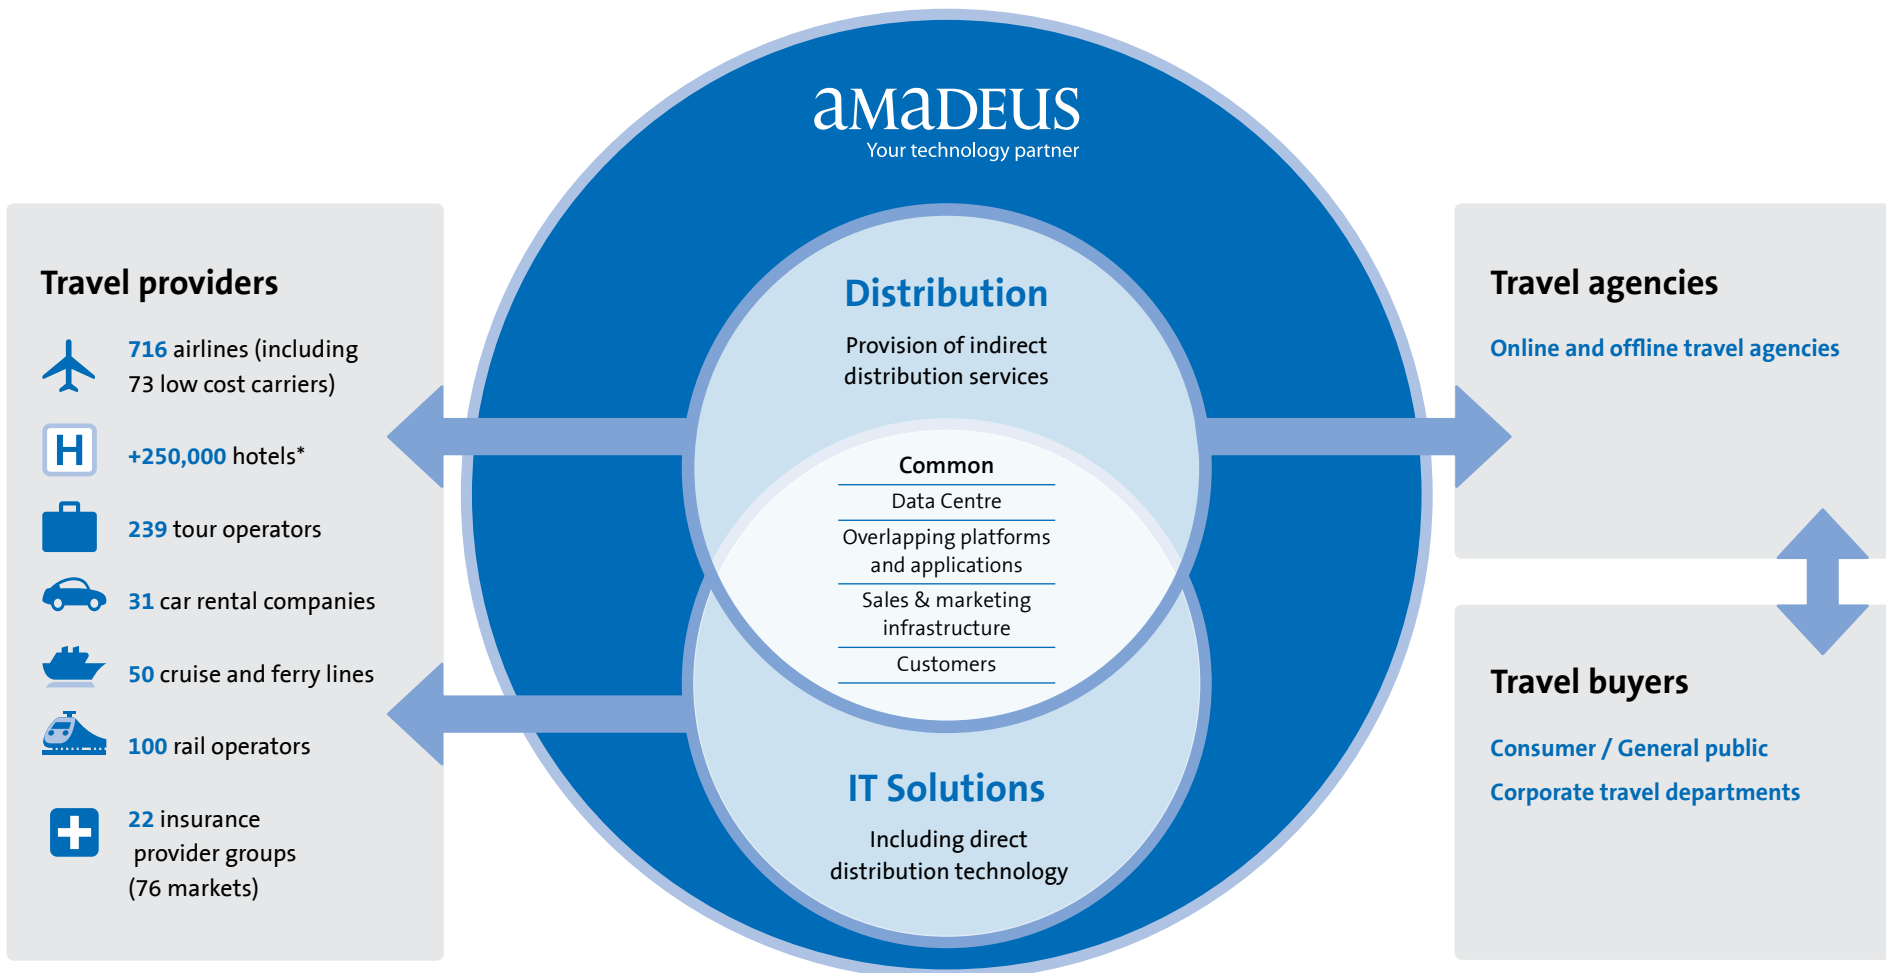 aMaDEUS
Your technology partner
Travel providers
716 airlines (including
73 low cost carriers)
H
+250,000 hotels*
239 tour operators
31 car rental companies
50 cruise and ferry lines
100 rail operators
22 insurance
provider groups
(76 markets)
Distribution
Provision of indirect
distribution services
Common
Data Centre
Overlapping platforms
and applications
Sales & marketing
infrastructure
Customers
IT Solutions
Including direct
distribution technology
Travel agencies
Online and offline travel agencies
Travel buyers
Consumer / General public
Corporate travel departments